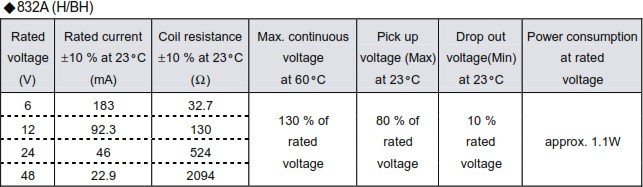 ◆832A (H/BH)
Rated voltage (V) Rated current ±10 % at 23°C (mA) Coil resistance ±10 % at 23°C (Ω) Max. continuous voltage at 60°C Pick up voltage (Max) at 23°C Drop out voltage(Min) at 23°C Power consumption at rated voltage
6 183 32.7 130 % of rated voltage 80 % of rated voltage 10 % rated voltage approx. 1.1W
12 92.3 130
24 46 524
48 22.9 2094